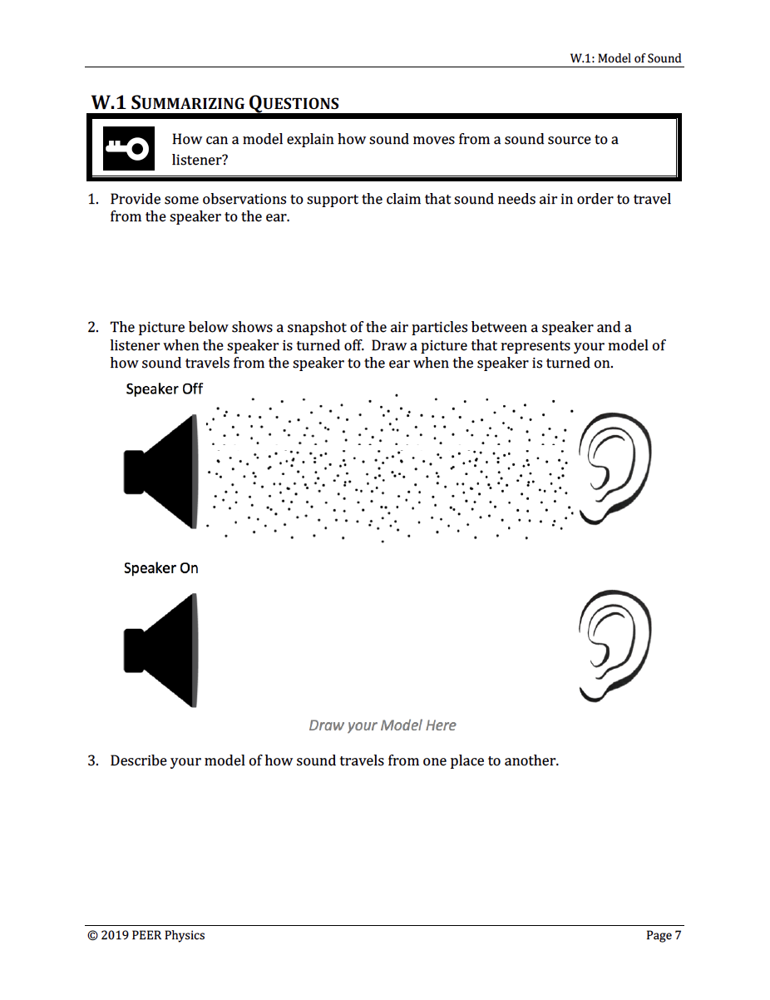 W.1: Model of Sound
W.1 SUMMARIZING QUESTIONS
How can a model explain how sound moves from a sound source to a
listener?
1. Provide some observations to support the claim that sound needs air in order to travel
from the speaker to the ear.
2. The picture below shows a snapshot of the air particles between a speaker and a
listener when the speaker is turned off. Draw a picture that represents your model of
how sound travels from the speaker to the ear when the speaker is turned on.
Speaker Off
Speaker On
Draw your Model Here
3. Describe your model of how sound travels from one place to another.
© 2019 PEER Physics
Page 7